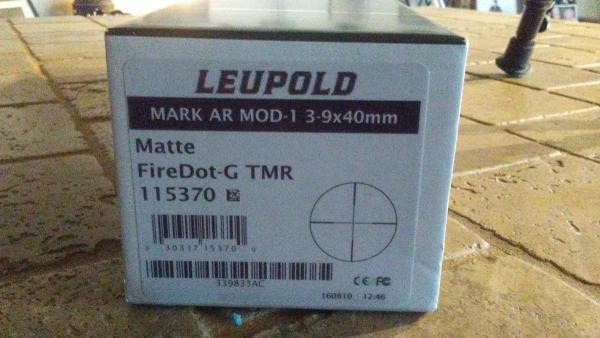 LEUPOLD
MARK AR MOD-1 3-9x40mm
Matte
FireDot-G TMR
115370
0 30317 15370 0
339833AC
CE FC
160810 12:46